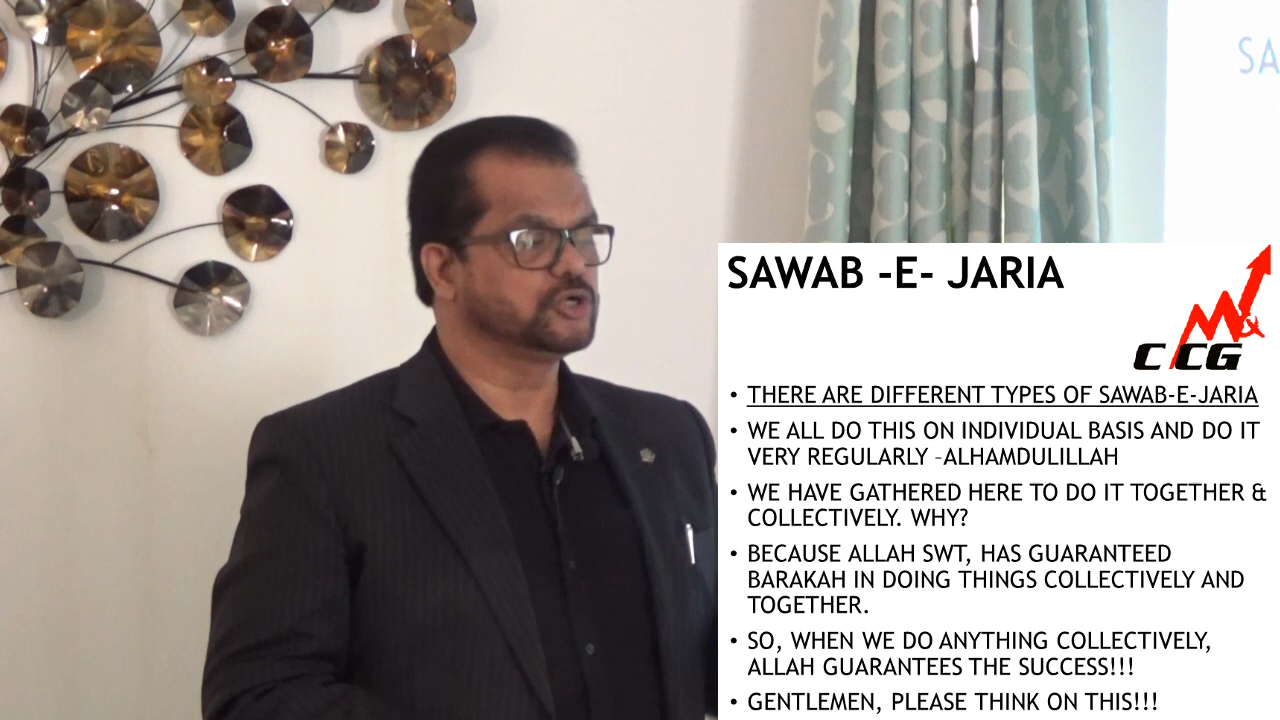 SA
SAWAB -E- JARIA
M&
C CG
• THERE ARE DIFFERENT TYPES OF SAWAB-E-JARIA
• WE ALL DO THIS ON INDIVIDUAL BASIS AND DO IT
VERY REGULARLY –ALHAMDULILLAH
• WE HAVE GATHERED HERE TO DO IT TOGETHER &
COLLECTIVELY. WHY?
• BECAUSE ALLAH SWT, HAS GUARANTEED
BARAKAH IN DOING THINGS COLLECTIVELY AND
TOGETHER.
• SO, WHEN WE DO ANYTHING COLLECTIVELY,
ALLAH GUARANTEES THE SUCCESS!!!
• GENTLEMEN, PLEASE THINK ON THIS!!!